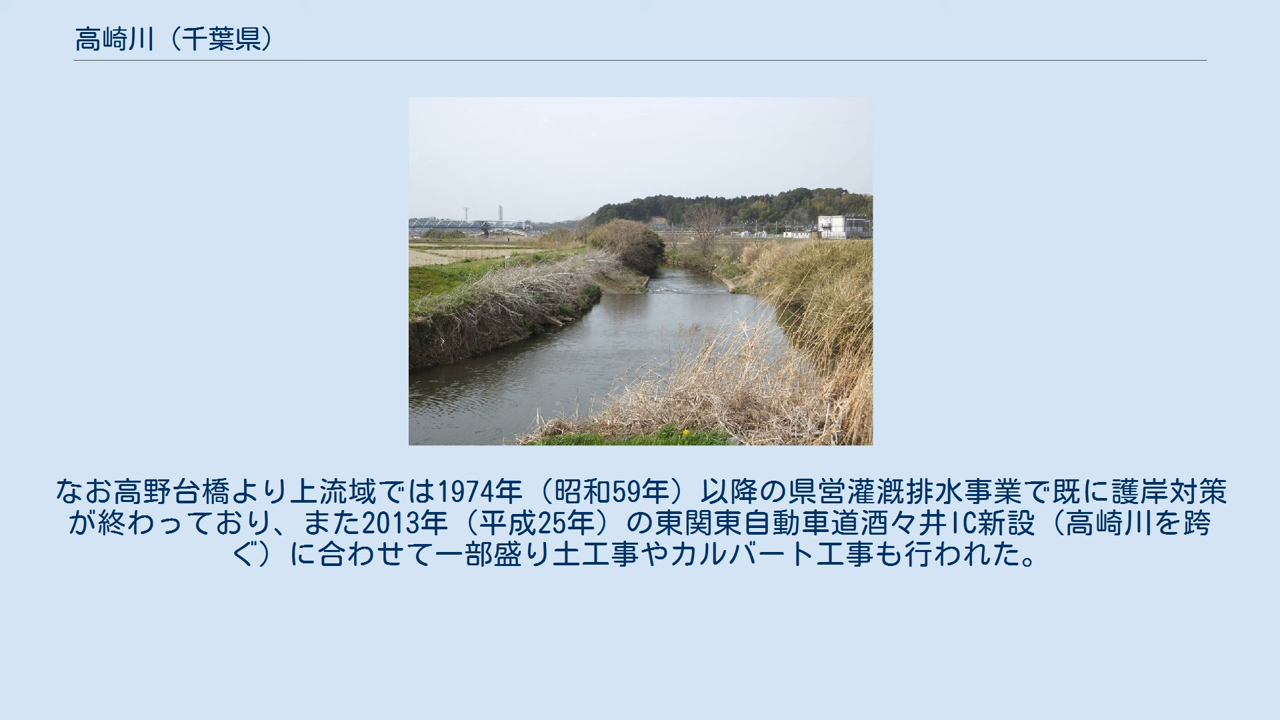 高崎川（千葉県）
なお高野台橋より上流域では1974年（昭和59年）以降の県営灌漑排水事業で既に護岸対策
が終わっており、また2013年（平成25年）の東関東自動車道酒々井IC新設（高崎川を跨
ぐ）に合わせて一部盛り土工事やカルバート工事も行われた。